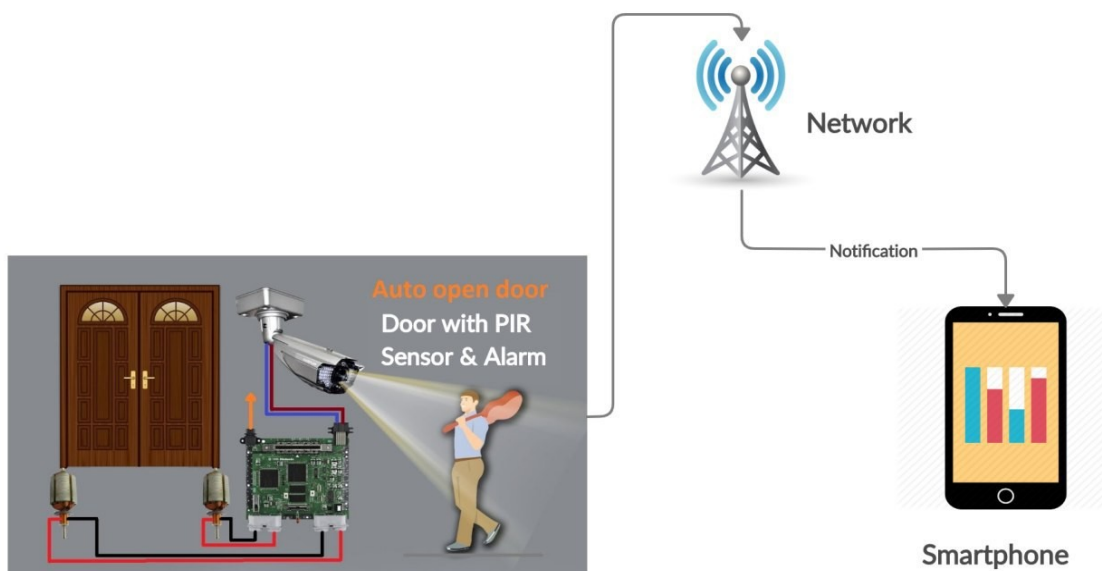 Network
Notification
Auto open door
Door with PIR
Sensor & Alarm
Smartphone